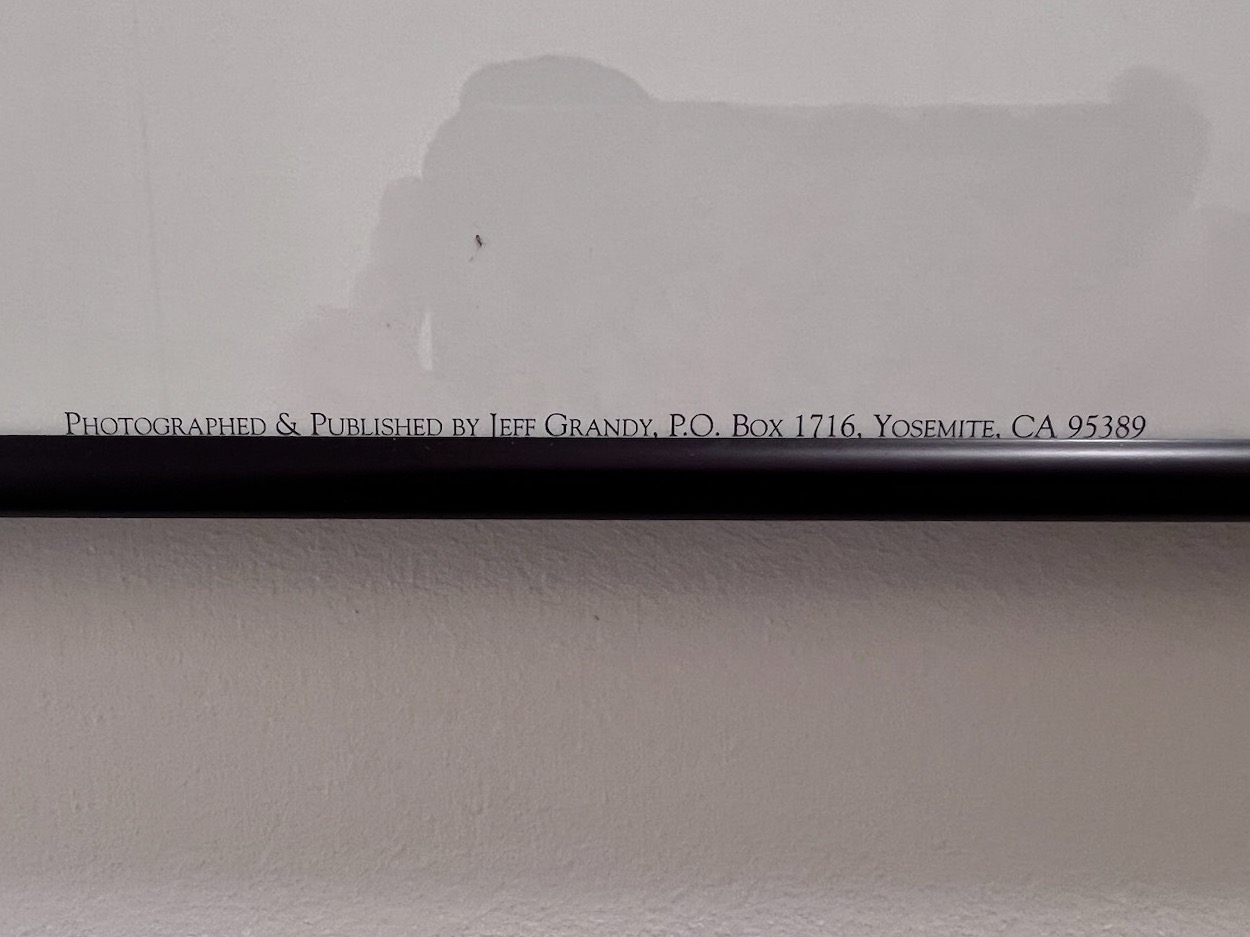 Photographed & Published by Jeff Grandy, P.O. Box 1716, Yosemite, CA 95389